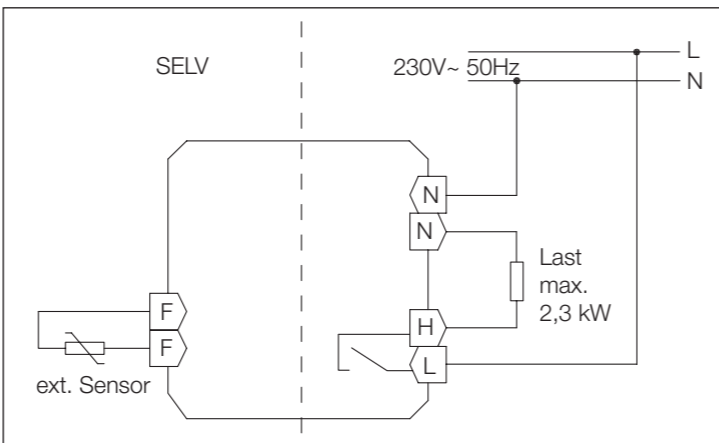 SELV
230V~ 50Hz
L
N
N
N
Last
max.
2,3 kW
F
H
F
L
ext. Sensor